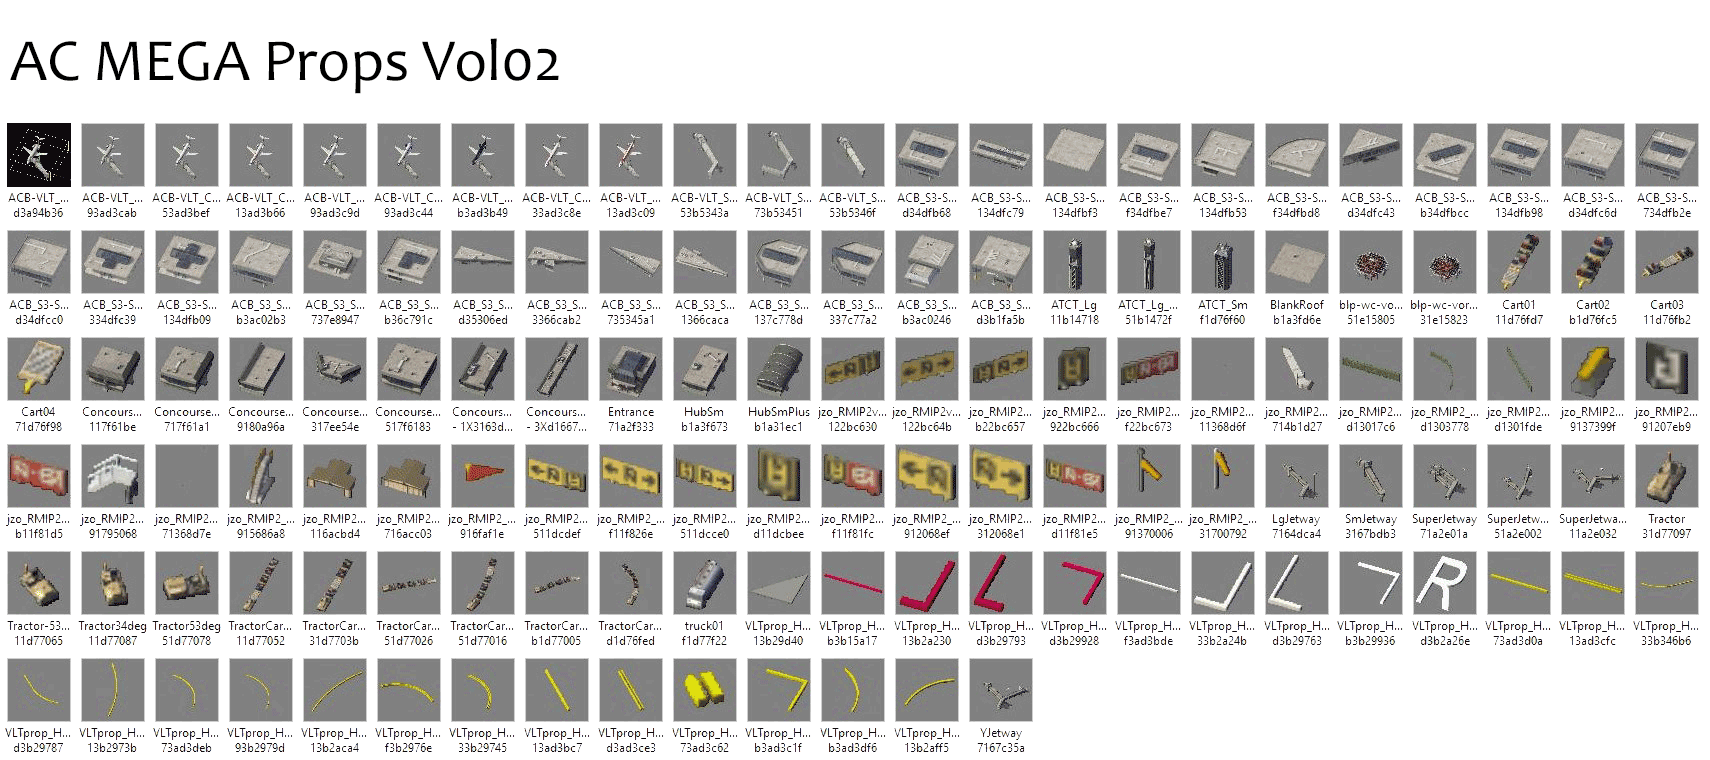 AC MEGA Props Vol02
ACB-VLT_... ACB-VLT_... ACB-VLT_C... ACB-VLT_C... ACB-VLT_... ACB-VLT_C... ACB-VLT_... ACB-VLT_C... ACB-VLT_... ACB-VLT_S... ACB-VLT_S... ACB-VLT_S... ACB_S3-S... ACB_S3-S... ACB_S3-S... ACB_S3-S... ACB_S3-S... ACB_S3-S... ACB_S3-S... ACB_S3-S... ACB_S3-S... ACB_S3-S... ACB_S3-S...
d3a94b36 93ad3cab 53ad3bef 13ad3b66 93ad3c9d 93ad3c44 b3ad3b49 33ad3c8e 13ad3c09 53b5343a 73b53451 53b5346f d34dfb68 134dfc79 134dfbf3 f34dfbe7 134dfb53 f34dfbd8 d34dfc43 b34dfbcc 134dfb98 d34dfc6d 734dfb2e
ACB_S3-S... ACB_S3-S... ACB_S3-S... ACB_S3_S... ACB_S3_S... ACB_S3_S... ACB_S3_S... ACB_S3_S... ACB_S3_S... ACB_S3_S... ACB_S3_S... ACB_S3_S... ACB_S3_S... ACB_S3_S... ATCT_Lg ATCT_Lg_... ATCT_Sm BlankRoof blp-wc-vo... blp-wc-vor... Cart01 Cart02 Cart03
d34dfcc0 334dfc39 134dfb09 b3ac02b3 737e8947 b36c791c d35306ed 3366cab2 735345a1 1366caca 137c778d 337c77a2 b3ac0246 d3b1fa5b 11b14718 51b1472f f1d76f60 b1a3fd6e 51e15805 31e15823 11d76fd7 b1d76fc5 11d76fb2
Cart04 Concours... Concourse... Concourse... Concourse... Concourse... Concours... Concours... Entrance HubSm HubSmPlus jzo_RMIP2v... jzo_RMIP2v... jzo_RMIP2... jzo_RMIP2... jzo_RMIP2... jzo_RMIP2... jzo_RMIP2... jzo_RMIP2... jzo_RMIP2... jzo_RMIP2... jzo_RMIP2... jzo_RMIP2...
71d76f98 117f61be 717f61a1 9180a96a 317ee54e 517f6183 - 1X3163d... - 3Xd1667... 71a2f333 b1a3f673 b1a31ec1 122bc630 122bc64b b22bc657 922bc666 f22bc673 11368d6f 714b1d27 d13017c6 d1303778 d1301fde 9137399f 91207eb9
jzo_RMIP2... jzo_RMIP2... jzo_RMIP2... jzo_RMIP2_... jzo_RMIP2... jzo_RMIP2... jzo_RMIP2... jzo_RMIP2_... jzo_RMIP2_... jzo_RMIP2... jzo_RMIP2... jzo_RMIP2... jzo_RMIP2_... jzo_RMIP2_... jzo_RMIP2... jzo_RMIP2_... jzo_RMIP2_... LgJetway SmJetway SuperJetway SuperJetw... SuperJetwa... Tractor
b11f81d5 91795068 71368d7e 915686a8 116acbd4 716acc03 916faf1e 511dcdef f11f826e 511dcce0 d11dcbee f11f81fc 912068ef 312068e1 d11f81e5 91370006 31700792 7164dca4 3167bdb3 71a2e01a 51a2e002 11a2e032 31d77097
Tractor-53... Tractor34deg Tractor53deg TractorCar... TractorCar... TractorCar... TractorCar... TractorCar... TractorCar... truck01 VLTprop_H... VLTprop_H... VLTprop_H... VLTprop_H... VLTprop_H... VLTprop_H... VLTprop_H... VLTprop_H... VLTprop_H... VLTprop_H... VLTprop_H... VLTprop_H... VLTprop_H...
11d77065 11d77087 51d77078 11d77052 31d7703b 51d77026 51d77016 b1d77005 d1d76fed f1d77f22 13b29d40 b3b15a17 13b2a230 d3b29793 d3b29928 f3ad3bde 33b2a24b d3b29763 b3b29936 d3b2a26e 73ad3d0a 13ad3cfc 33b346b6
VLTprop_H... VLTprop_H... VLTprop_H... VLTprop_H... VLTprop_H... VLTprop_H... VLTprop_H... VLTprop_H... VLTprop_H... VLTprop_H... VLTprop_H... VLTprop_H... VLTprop_H... YJetway
d3b29787 13b2973b 73ad3deb 93b2979d 13b2aca4 f3b2976e 33b29745 13ad3bc7 d3ad3ce3 73ad3c62 b3ad3c1f b3ad3df6 13b2aff5 7167c35a